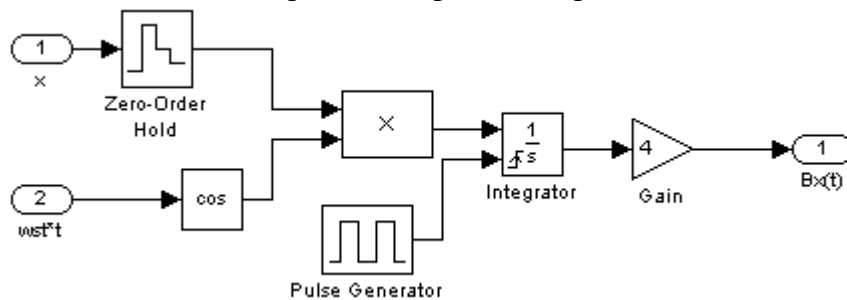 1
x
Zero-Order
Hold
2
wst*t
cos
×
Pulse Generator
1
s
Integrator
4
Gain
1
Bx(t)